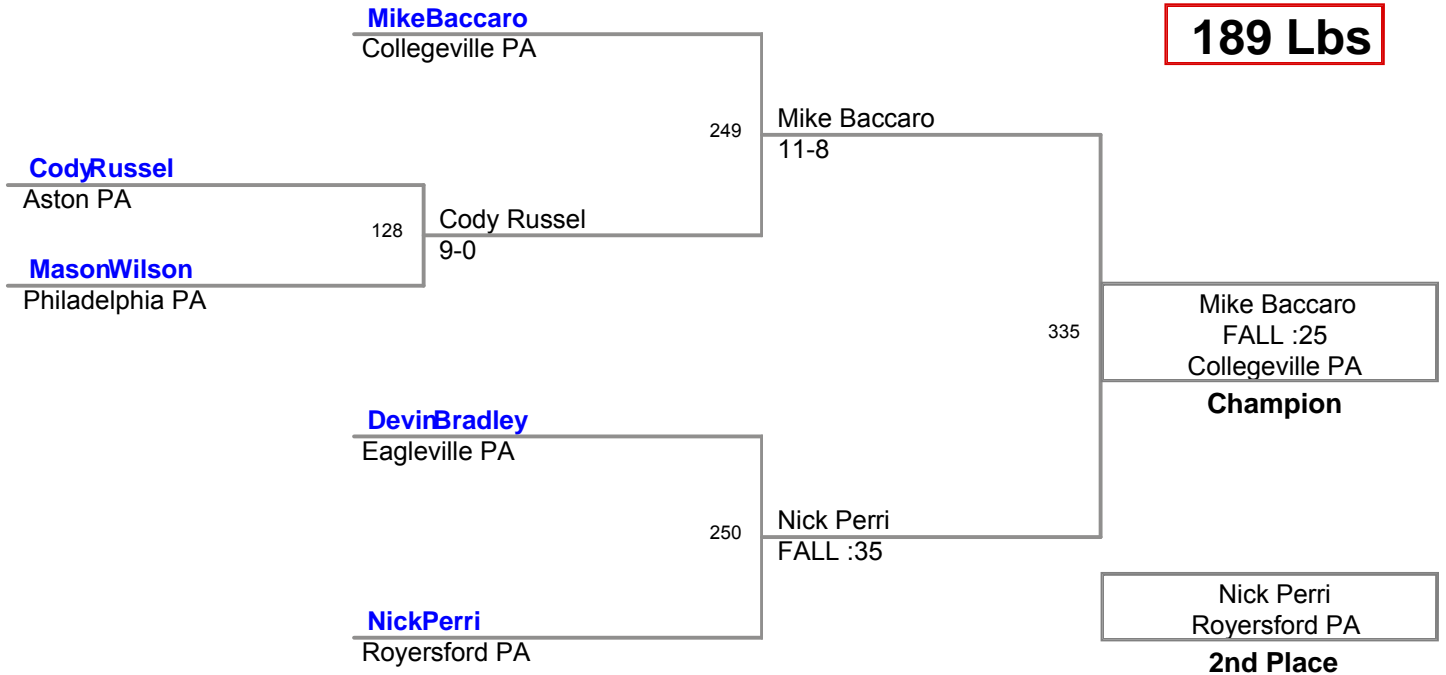 MikeBaccaro
Collegeville PA
189 Lbs
249
Mike Baccaro
11-8
CodyRussel
Aston PA
128
Cody Russel
9-0
MasonWilson
Philadelphia PA
335
Mike Baccaro
FALL :25
Collegeville PA
Champion
DevinBradley
Eagleville PA
250
Nick Perri
FALL :35
NickPerri
Royersford PA
Nick Perri
Royersford PA
2nd Place